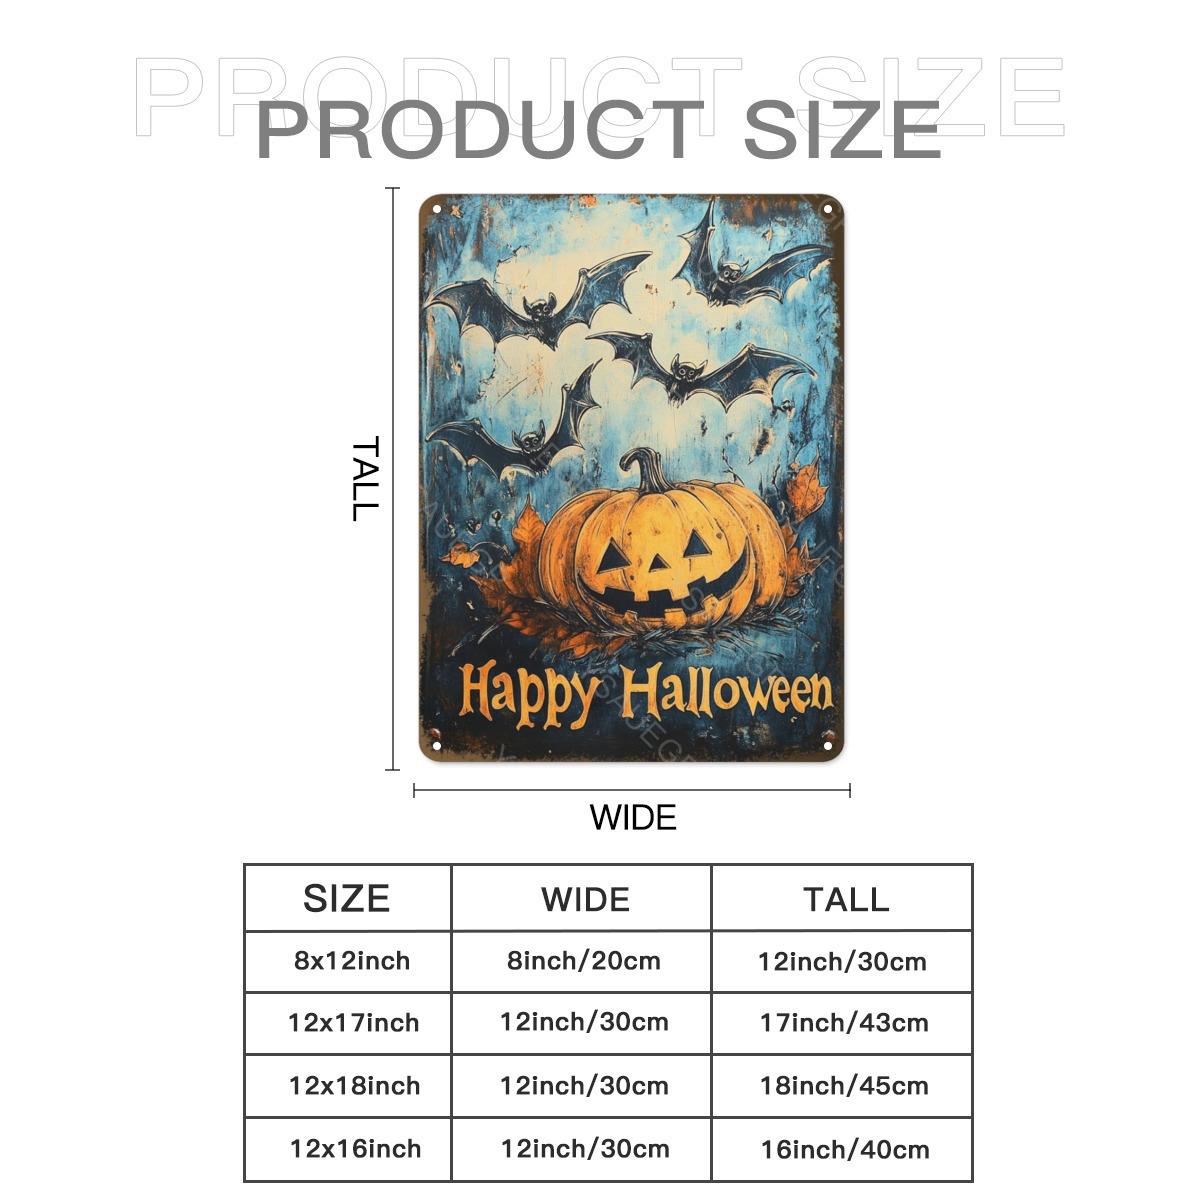 PRODUCT SIZE
PRODUCT SIZE
TALL
Happy Halloween
WIDE
SIZE WIDE TALL
8x12inch 8inch/20cm 12inch/30cm
12x17inch 12inch/30cm 17inch/43cm
12x18inch 12inch/30cm 18inch/45cm
12x16inch 12inch/30cm 16inch/40cm